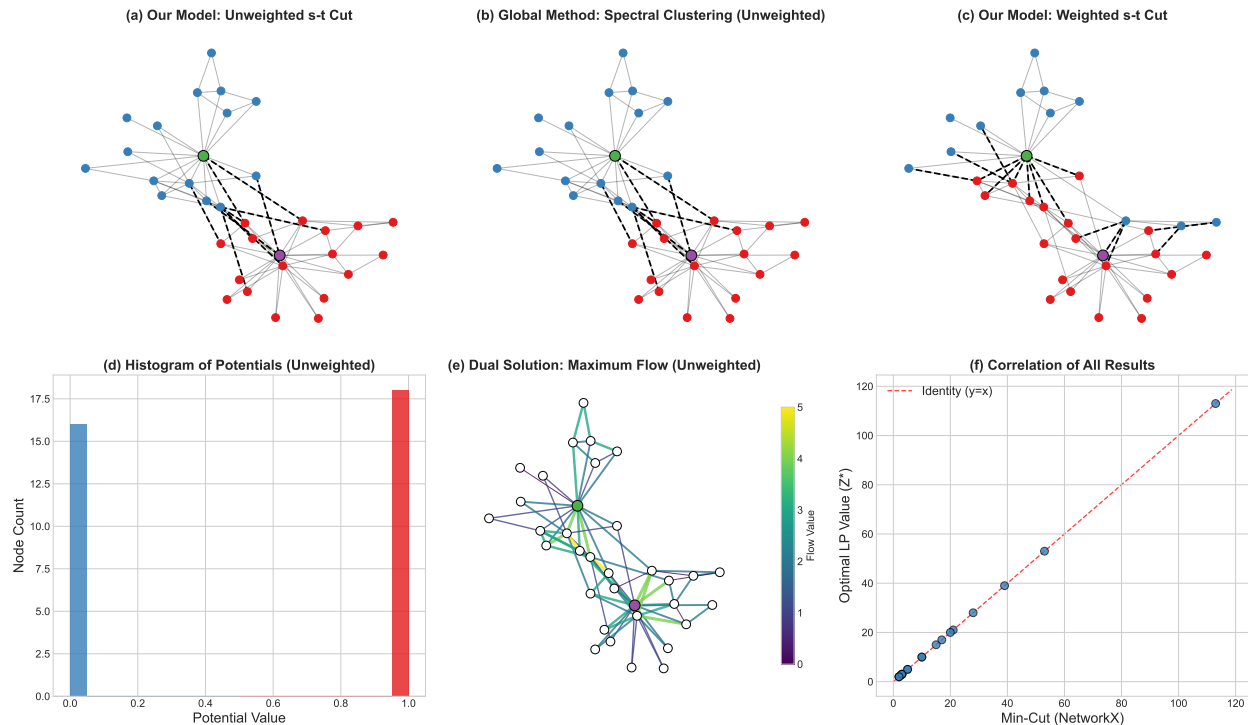 (a) Our Model: Unweighted s-t Cut
(b) Global Method: Spectral Clustering (Unweighted)
(c) Our Model: Weighted s-t Cut
(d) Histogram of Potentials (Unweighted)
Node Count
17.5
15.0
12.5
10.0
7.5
5.0
2.5
0.0
0.0
0.2
0.4
0.6
0.8
1.0
Potential Value
(e) Dual Solution: Maximum Flow (Unweighted)
5
4
3
2
1
0
Flow Value
(f) Correlation of All Results
Identity (y=x)
Optimal LP Value (Z*)
120
100
80
60
40
20
0
0
20
40
60
80
100
120
Min-Cut (NetworkX)